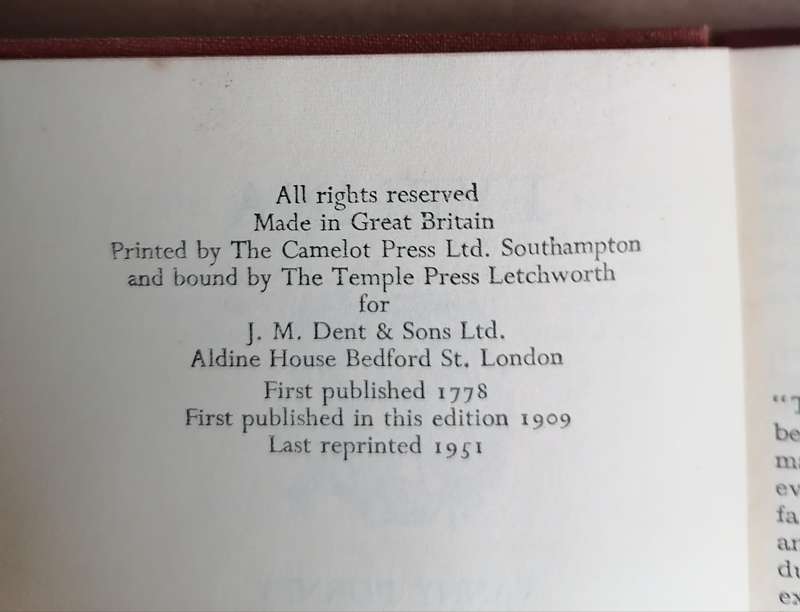 All rights reserved
Made in Great Britain
Printed by The Camelot Press Ltd. Southampton
and bound by The Temple Press Letchworth
for
J. M. Dent & Sons Ltd.
Aldine House Bedford St. London
First published 1778
First published in this edition 1909
Last reprinted 1951